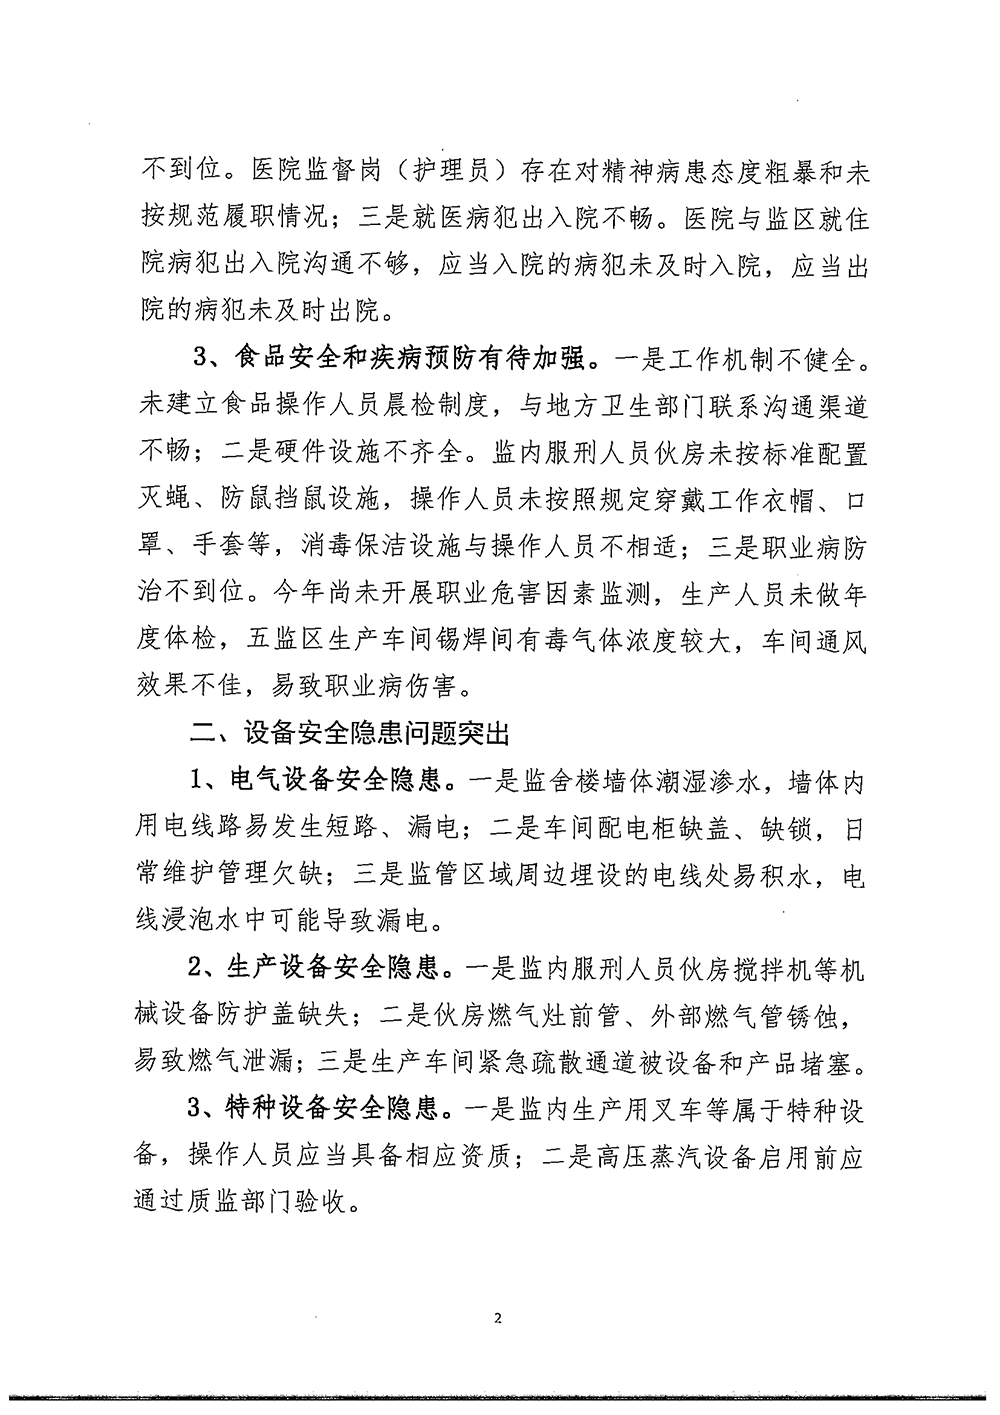 不到位。医院监督岗（护理员）存在对精神病患态度粗暴和未
按规范履职情况；三是就医病犯出入院不畅。医院与监区就住
院病犯出入院沟通不够，应当入院的病犯未及时入院，应当出
院的病犯未及时出院。
3、食品安全和疾病预防有待加强。一是工作机制不健全。
未建立食品操作人员晨检制度，与地方卫生部门联系沟通渠道
不畅；二是硬件设施不齐全。监内服刑人员伙房未按标准配置
灭蝇、防鼠挡鼠设施，操作人员未按照规定穿戴工作衣帽、口
罩、手套等，消毒保洁设施与操作人员不相适；三是职业病防
治不到位。今年尚未开展职业危害因素监测，生产人员未做年
度体检，五监区生产车间锡焊间有毒气体浓度较大，车间通风
效果不佳，易致职业病伤害。
二、设备安全隐患问题突出
1、电气设备安全隐患。一是监舍楼墙体潮湿渗水，墙体内
用电线路易发生短路、漏电；二是车间配电柜缺盖、缺锁，日
常维护管理欠缺；三是监管区域周边埋设的电线处易积水，电
线浸泡水中可能导致漏电。
2、生产设备安全隐患。一是监内服刑人员伙房搅拌机等机
械设备防护盖缺失；二是伙房燃气灶前管、外部燃气管锈蚀，
易致燃气泄漏；三是生产车间紧急疏散通道被设备和产品堵塞。
3、特种设备安全隐患。一是监内生产用叉车等属于特种设
备，操作人员应当具备相应资质；二是高压蒸汽设备启用前应
通过质监部门验收。
2